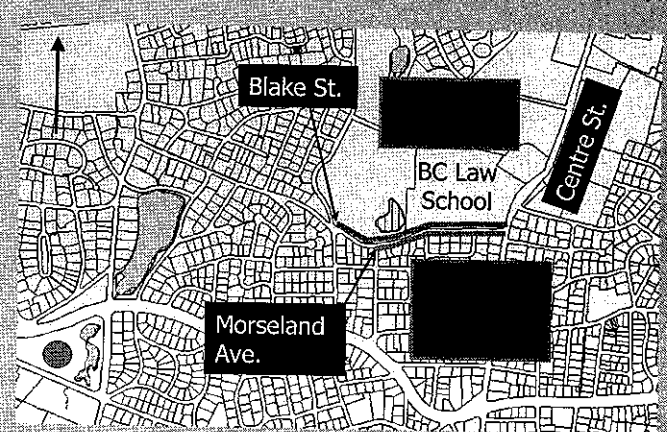 Blake St.
BC Law
School
Centre St.
Morseland
Ave.